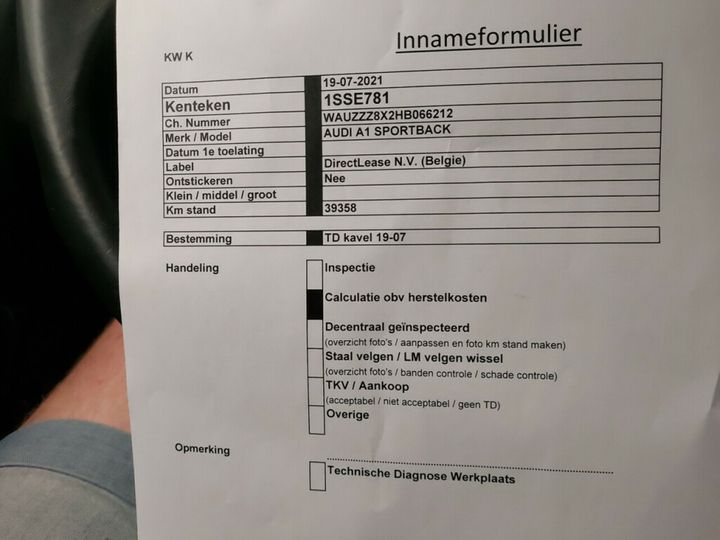 Innameformulier
KW K
Datum 19-07-2021
Kenteken 1SSE781
Ch. Nummer WAUZZZ8X2HB066212
Merk / Model AUDI A1 SPORTBACK
Datum 1e toelating
Label DirectLease N.V. (Belgie)
Ontstickeren Nee
Klein / middel / groot
Km stand 39358
Bestemming TD kavel 19-07
Handeling Inspectie
Calculatie obv herstelkosten
Decentraal geïnspecteerd
(overzicht foto's / aanpassen en foto km stand maken)
Staal velgen / LM velgen wissel
(overzicht foto's / banden controle / schade controle)
TKV / Aankoop
(acceptabel / niet acceptabel / geen TD)
Overige
Opmerking
Technische Diagnose Werkplaats